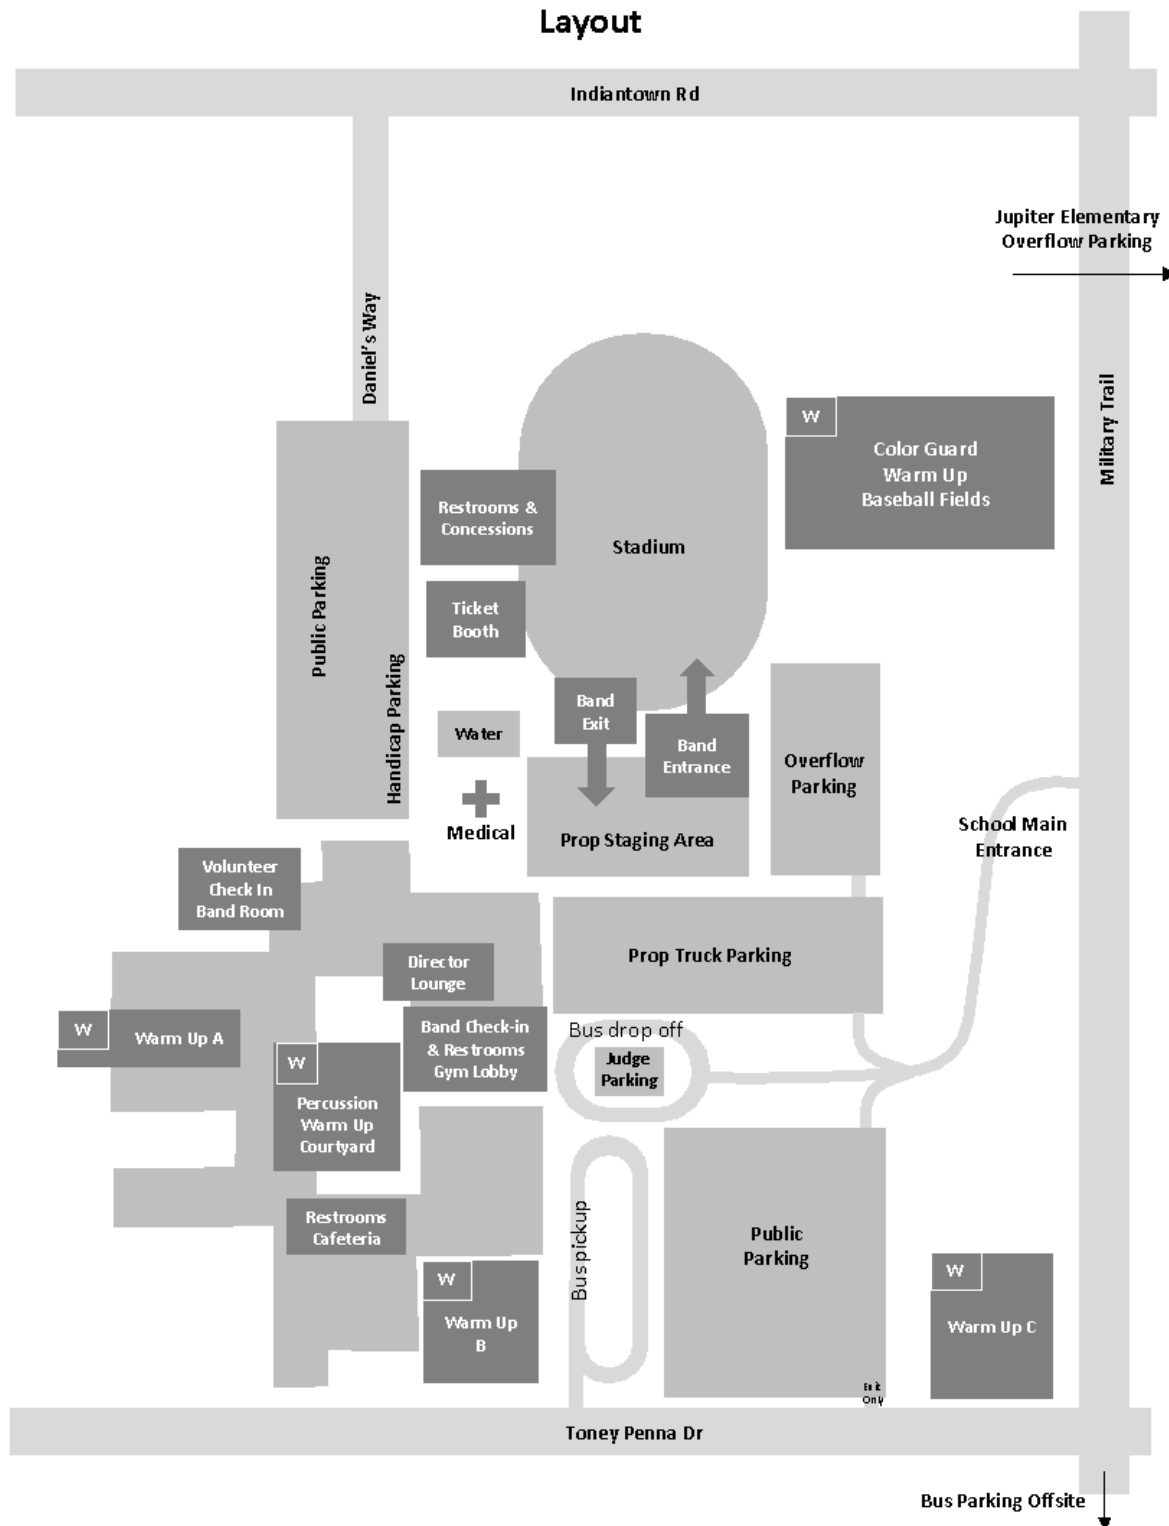 Layout
Indiantown Rd
Jupiter Elementary
Overflow Parking
Daniel's Way
Military Trail
W
Color Guard
Warm Up
Baseball Fields
Restrooms &
Concessions
Stadium
Public Parking
Ticket
Booth
Handicap Parking
Band
Exit
Water
Band
Entrance
Overflow
Parking
Medical
Prop Staging Area
School Main
Entrance
Volunteer
Check In
Band Room
Director
Lounge
Prop Truck Parking
W
Warm Up A
Band Check-in
& Restrooms
Gym Lobby
Bus drop off
Judge
Parking
W
Percussion
Warm Up
Courtyard
Restrooms
Cafeteria
Bus pickup
Public
Parking
W
Warm Up
B
W
Warm Up C
Exit
Only
Toney Penna Dr
Bus Parking Offsite